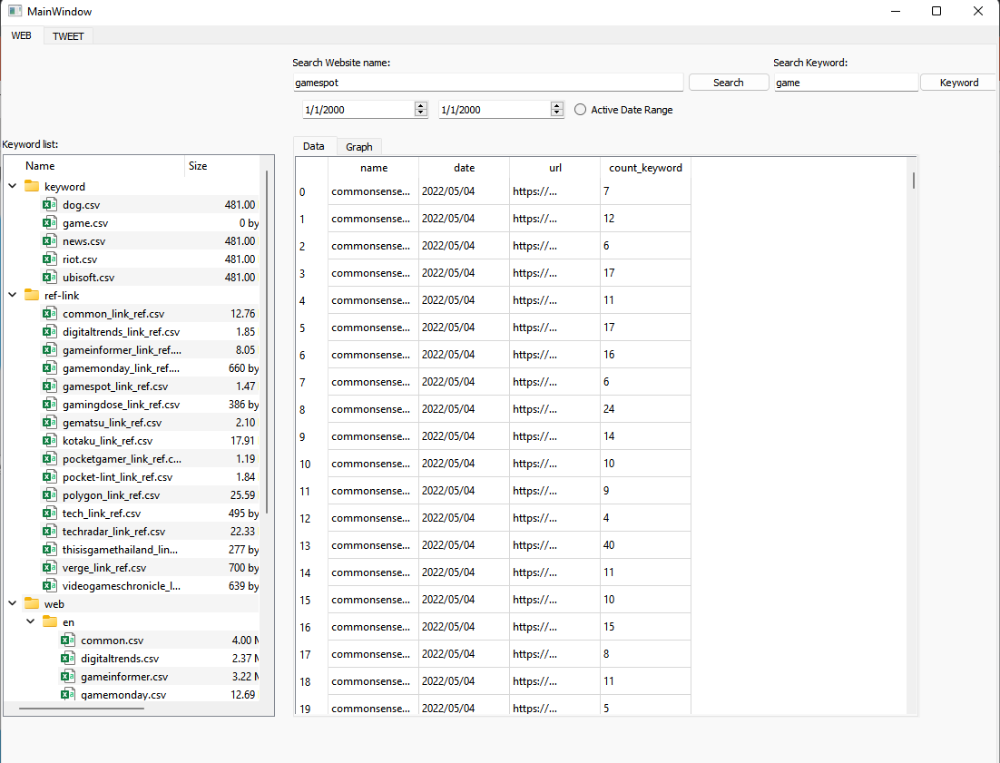 MainWindow
WEB TWEET
Search Website name: Search Keyword:
gamespot Search game Keyword
1/1/2000 1/1/2000 Active Date Range
Keyword list:
Data Graph
Name Size
keyword
dog.csv 481.00
game.csv 0 by
news.csv 481.00
riot.csv 481.00
ubisoft.csv 481.00
ref-link
common_link_ref.csv 12.76
digitaltrends_link_ref.csv 1.85
gameinformer_link_ref.... 8.05
gamemonday_link_ref.... 660 by
gamespot_link_ref.csv 1.47
gamingdose_link_ref.csv 386 by
gematsu_link_ref.csv 2.10
kotaku_link_ref.csv 17.91
pocketgamer_link_ref.c... 1.19
pocket-lint_link_ref.csv 1.84
polygon_link_ref.csv 25.59
tech_link_ref.csv 495 by
techradar_link_ref.csv 22.33
thisisgamethailand_lin... 277 by
verge_link_ref.csv 700 by
videogameschronicle_l... 639 by
web
en
common.csv 4.00 M
digitaltrends.csv 2.37 M
gameinformer.csv 3.22 M
gamemonday.csv 12.69
name date url count_keyword
0 commonsense... 2022/05/04 https://... 7
1 commonsense... 2022/05/04 https://... 12
2 commonsense... 2022/05/04 https://... 6
3 commonsense... 2022/05/04 https://... 17
4 commonsense... 2022/05/04 https://... 11
5 commonsense... 2022/05/04 https://... 17
6 commonsense... 2022/05/04 https://... 16
7 commonsense... 2022/05/04 https://... 6
8 commonsense... 2022/05/04 https://... 24
9 commonsense... 2022/05/04 https://... 14
10 commonsense... 2022/05/04 https://... 10
11 commonsense... 2022/05/04 https://... 9
12 commonsense... 2022/05/04 https://... 4
13 commonsense... 2022/05/04 https://... 40
14 commonsense... 2022/05/04 https://... 11
15 commonsense... 2022/05/04 https://... 10
16 commonsense... 2022/05/04 https://... 15
17 commonsense... 2022/05/04 https://... 8
18 commonsense... 2022/05/04 https://... 11
19 commonsense... 2022/05/04 https://... 5